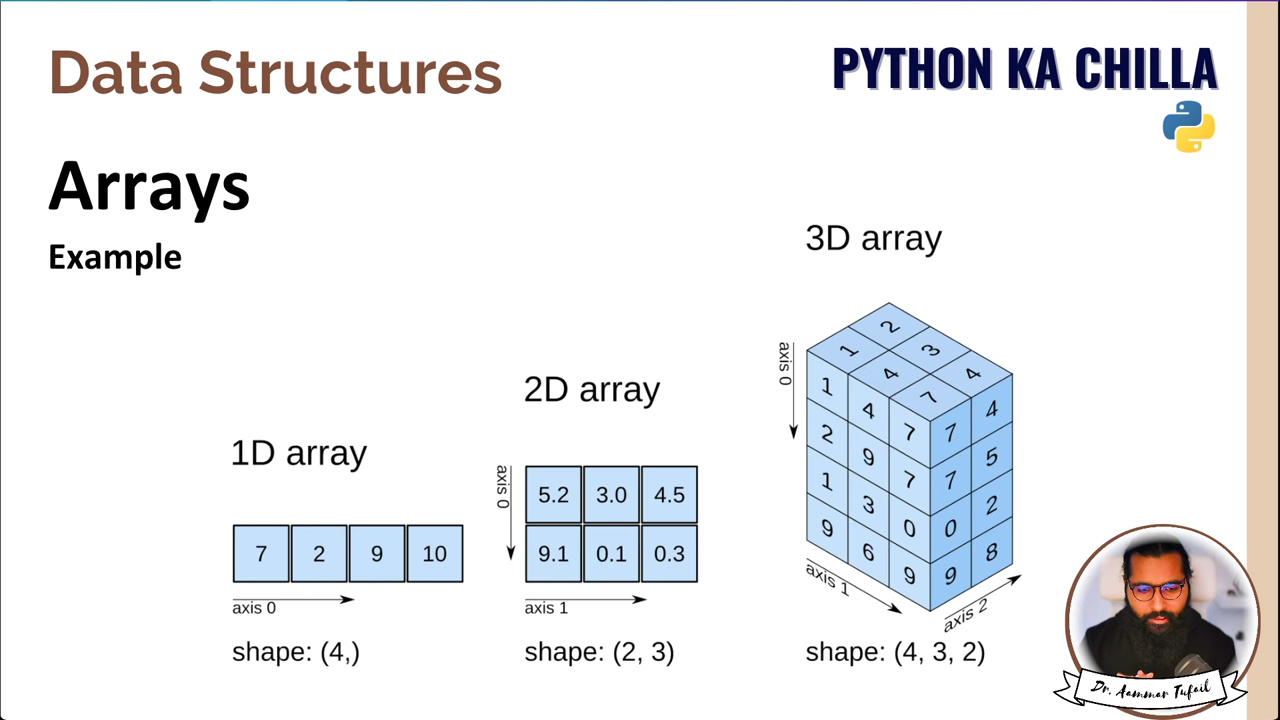 Data Structures
PYTHON KA CHILLA
Arrays
Example
1D array
7 2 9 10
axis 0
shape: (4,)
2D array
axis 0
5.2 3.0 4.5
9.1 0.1 0.3
axis 1
shape: (2, 3)
3D array
axis 0
2
1 3
4 4
7
1 4 7 7 4
2 9 7 7 5
1 3 0 0 2
9 6 9 9 8
axis 1
axis 2
shape: (4, 3, 2)
Dr. Aammar Tufail